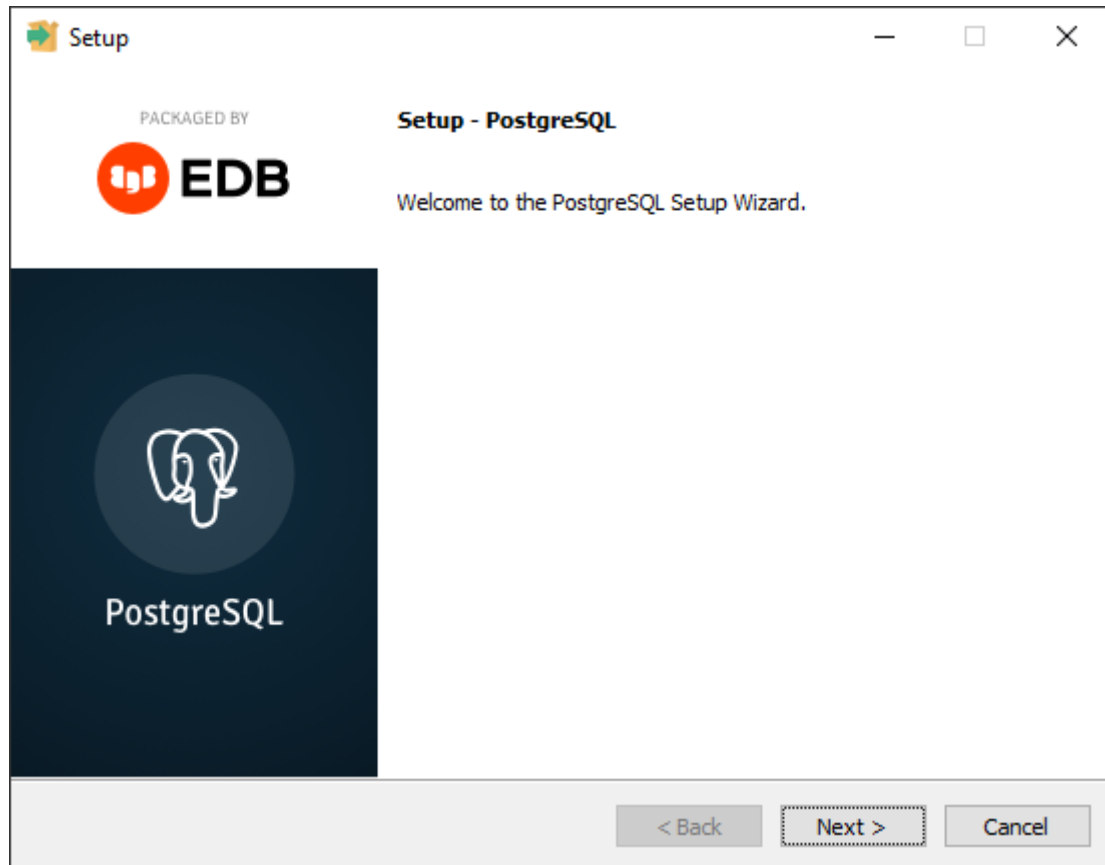 Setup
PACKAGED BY
EDB
Setup - PostgreSQL
Welcome to the PostgreSQL Setup Wizard.
PostgreSQL
< Back
Next >
Cancel